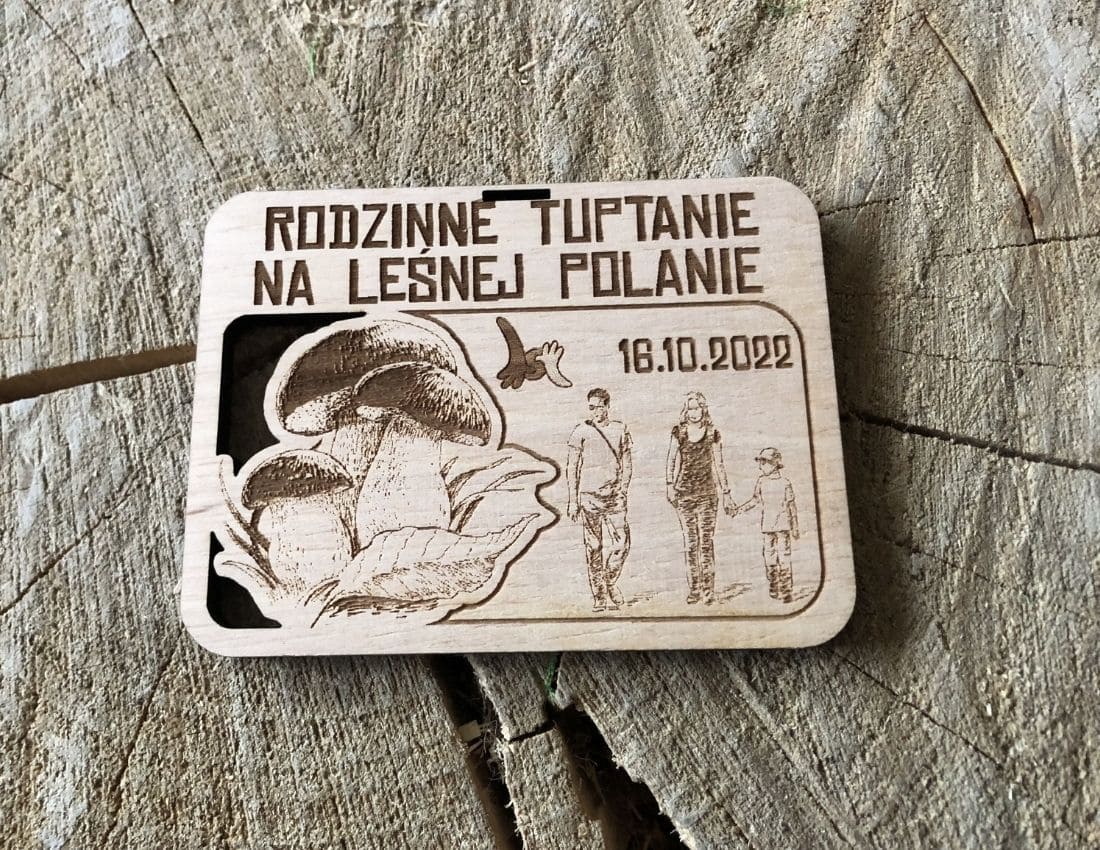 RODZINNE TUPTANIE
NA LEŚNEJ POLANIE
16.10.2022